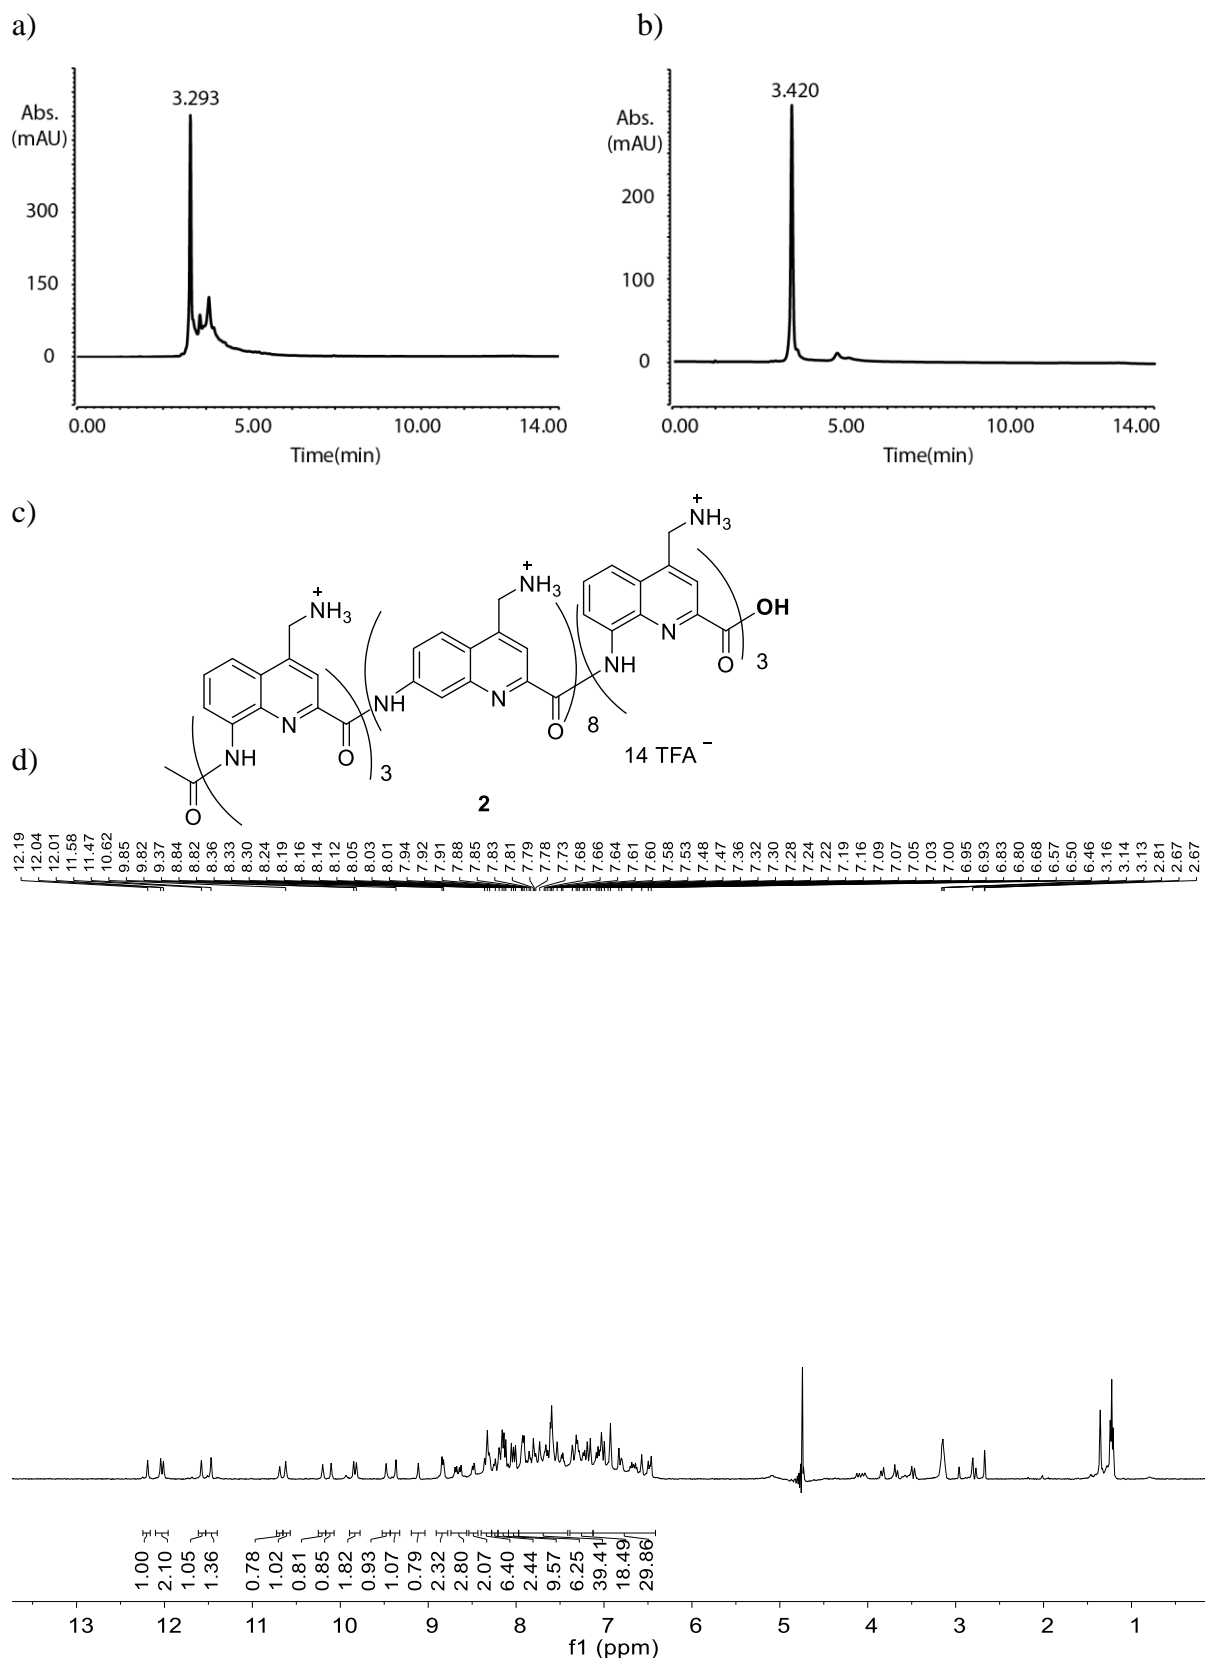 a)
b)
3.293
Abs.
(mAU)
300
150
0
0.00 5.00 10.00 14.00
Time(min)
3.420
Abs.
(mAU)
200
100
0
0.00 5.00 10.00 14.00
Time(min)
c)
+
NH3
N
O
NH
O
3
+
NH3
NH
N
O
8
+
NH3
N
NH
O
OH
3
14 TFA −
2
d)
12.19 12.04 12.01 11.58 11.47 10.62 9.85 9.82 9.37 8.84 8.82 8.36 8.33 8.30 8.24 8.19 8.16 8.14 8.12 8.05 8.03 8.01 7.94 7.92 7.91 7.88 7.85 7.83 7.81 7.79 7.78 7.73 7.68 7.66 7.64 7.61 7.60 7.58 7.53 7.48 7.47 7.36 7.32 7.30 7.28 7.24 7.22 7.19 7.16 7.09 7.07 7.05 7.03 7.00 6.95 6.93 6.83 6.80 6.68 6.57 6.50 6.46 3.16 3.14 3.13 2.81 2.67 2.67
1.00 2.10 1.05 1.36 0.78 1.02 0.81 0.85 1.82 0.93 1.07 0.79 2.32 2.80 2.07 6.40 2.44 9.57 6.25 39.41 18.49 29.86
13 12 11 10 9 8 7 6 5 4 3 2 1
f1 (ppm)